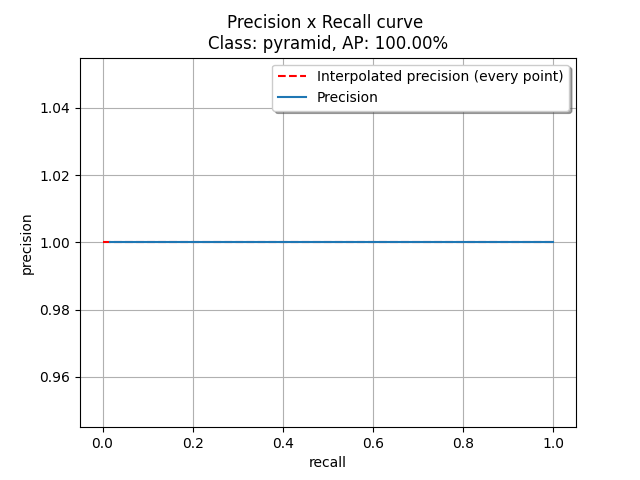 Precision x Recall curve
Class: pyramid, AP: 100.00%
Interpolated precision (every point)
Precision
1.04
1.02
1.00
0.98
0.96
precision
0.0 0.2 0.4 0.6 0.8 1.0
recall